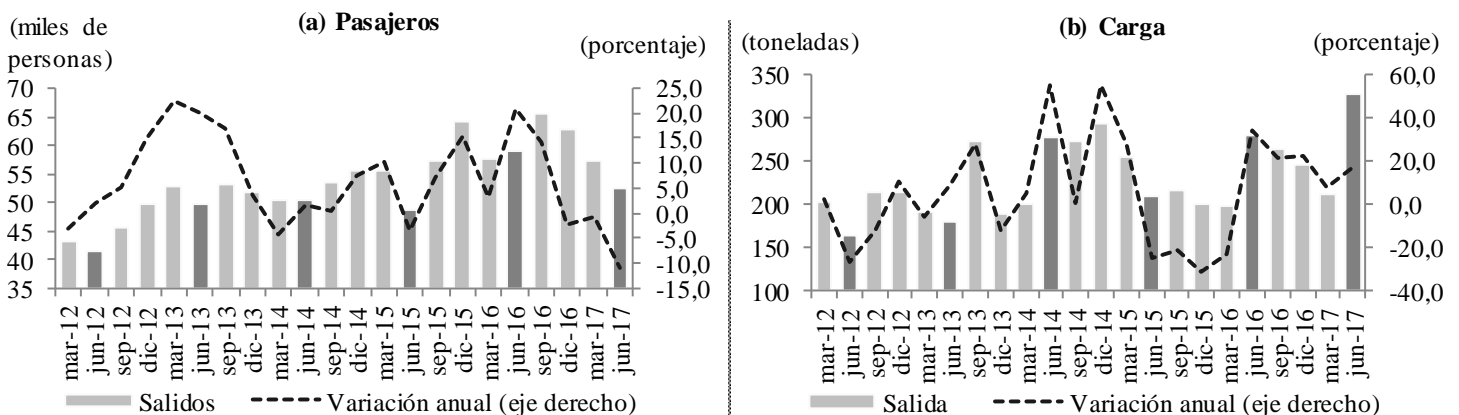 (a) Pasajeros
(miles de
personas)
(porcentaje)
70
65
60
55
50
45
40
35
25,0
20,0
15,0
10,0
5,0
0,0
-5,0
-10,0
-15,0
mar-12
jun-12
sep-12
dic-12
mar-13
jun-13
sep-13
dic-13
mar-14
jun-14
sep-14
dic-14
mar-15
jun-15
sep-15
dic-15
mar-16
jun-16
sep-16
dic-16
mar-17
jun-17
Salidos
Variación anual (eje derecho)
(b) Carga
(toneladas)
(porcentaje)
350
300
250
200
150
100
60,0
40,0
20,0
0,0
-20,0
-40,0
mar-12
jun-12
sep-12
dic-12
mar-13
jun-13
sep-13
dic-13
mar-14
jun-14
sep-14
dic-14
mar-15
jun-15
sep-15
dic-15
mar-16
jun-16
sep-16
dic-16
mar-17
jun-17
Salida
Variación anual (eje derecho)